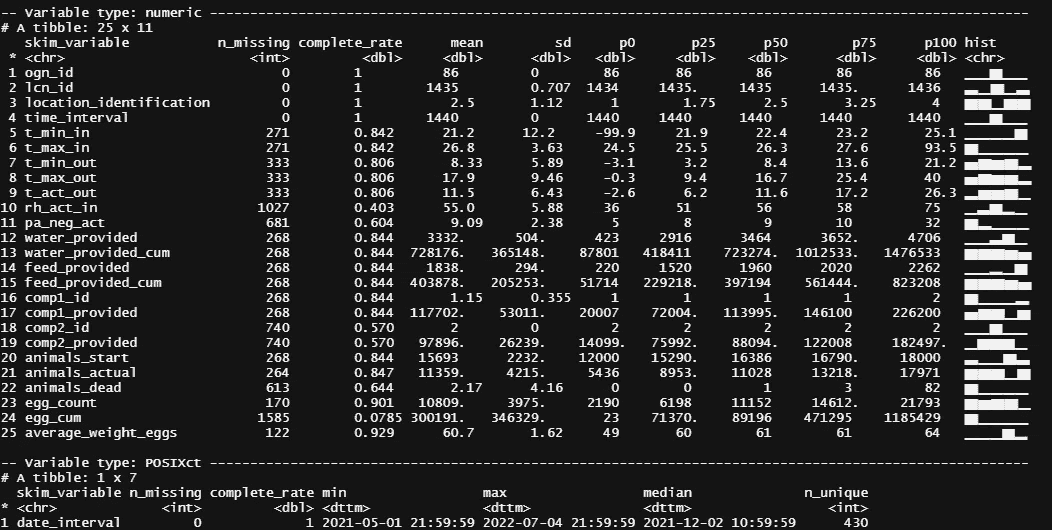 -- Variable type: numeric ----------------------------------------------------------------------------------------------------
# A tibble: 25 x 11
skim_variable n_missing complete_rate mean sd p0 p25 p50 p75 p100 hist
* <chr> <int> <dbl> <dbl> <dbl> <dbl> <dbl> <dbl> <dbl> <dbl> <chr>
1 ogn_id 0 1 86 0 86 86 86 86 86
2 lcn_id 0 1 1435 0.707 1434 1435. 1435 1435. 1436
3 location_identification 0 1 2.5 1.12 1 1.75 2.5 3.25 4
4 time_interval 0 1 1440 0 1440 1440 1440 1440 1440
5 t_min_in 271 0.842 21.2 12.2 -99.9 21.9 22.4 23.2 25.1
6 t_max_in 271 0.842 26.8 3.63 24.5 25.5 26.3 27.6 93.5
7 t_min_out 333 0.806 8.33 5.89 -3.1 3.2 8.4 13.6 21.2
8 t_max_out 333 0.806 17.9 9.46 -0.3 9.4 16.7 25.4 40
9 t_act_out 333 0.806 11.5 6.43 -2.6 6.2 11.6 17.2 26.3
10 rh_act_in 1027 0.403 55.0 5.88 36 51 56 58 75
11 pa_neg_act 681 0.604 9.09 2.38 5 8 9 10 32
12 water_provided 268 0.844 3332. 504. 423 2916 3464 3652. 4706
13 water_provided_cum 268 0.844 728176. 365148. 87801 418411 723274. 1012533. 1476533
14 feed_provided 268 0.844 1838. 294. 220 1520 1960 2020 2262
15 feed_provided_cum 268 0.844 403878. 205253. 51714 229218. 397194 561444. 823208
16 comp1_id 268 0.844 1.15 0.355 1 1 1 1 2
17 comp1_provided 268 0.844 117702. 53011. 20007 72004. 113995. 146100 226200
18 comp2_id 740 0.570 2 0 2 2 2 2 2
19 comp2_provided 740 0.570 97896. 26239. 14099. 75992. 88094. 122008 182497.
20 animals_start 268 0.844 15693 2232. 12000 15290. 16386 16790. 18000
21 animals_actual 264 0.847 11359. 4215. 5436 8953. 11028 13218. 17971
22 animals_dead 613 0.644 2.17 4.16 0 0 1 3 82
23 egg_count 170 0.901 10809. 3975. 2190 6198 11152 14612. 21793
24 egg_cum 1585 0.0785 300191. 346329. 23 71370. 89196 471295 1185429
25 average_weight_eggs 122 0.929 60.7 1.62 49 60 61 61 64
-- Variable type: POSIXct ----------------------------------------------------------------------------------------------------
# A tibble: 1 x 7
skim_variable n_missing complete_rate min max median n_unique
* <chr> <int> <dbl> <dttm> <dttm> <dttm> <int>
1 date_interval 0 1 2021-05-01 21:59:59 2022-07-04 21:59:59 2021-12-02 10:59:59 430